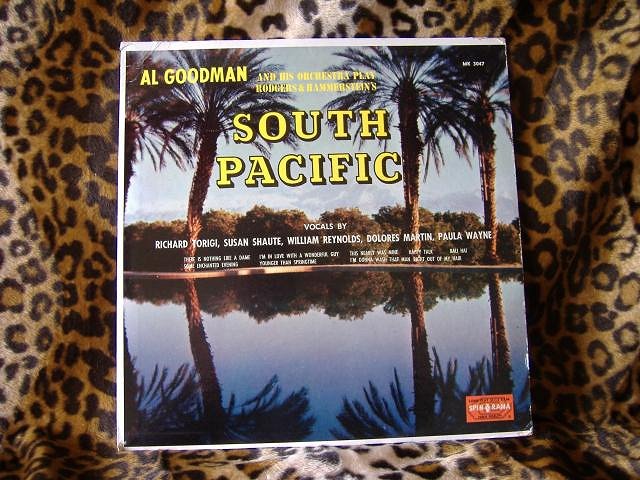 MK 3047
AL GOODMAN AND HIS ORCHESTRA PLAY
RODGERS & HAMMERSTEIN'S
SOUTH
PACIFIC
VOCALS BY
RICHARD TORIGI, SUSAN SHAUTE, WILLIAM REYNOLDS, DOLORES MARTIN, PAULA WAYNE
THERE IS NOTHING LIKE A DAME I'M IN LOVE WITH A WONDERFUL GUY THIS NEARLY WAS MINE HAPPY TALK BALI HAI
SOME ENCHANTED EVENING YOUNGER THAN SPRINGTIME I'M GONNA WASH THAT MAN RIGHT OUT OF MY HAIR
SPIN-O-RAMA